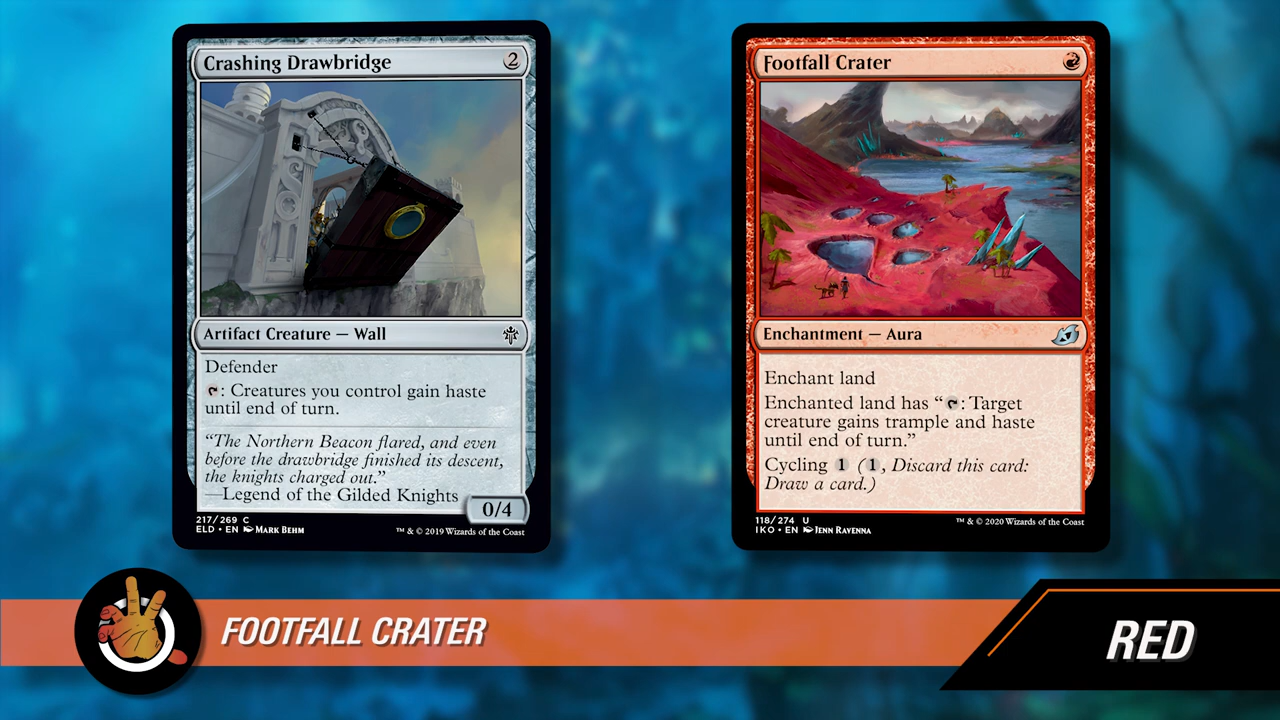 Crashing Drawbridge 2
Artifact Creature — Wall
Defender
: Creatures you control gain haste
until end of turn.
“The Northern Beacon flared, and even
before the drawbridge finished its descent,
the knights charged out.”
—Legend of the Gilded Knights
0/4
217/269 C
ELD • EN Mark Behm
™ & © 2019 Wizards of the Coast
Footfall Crater
Enchantment — Aura
Enchant land
Enchanted land has “: Target
creature gains trample and haste
until end of turn.”
Cycling 1 (1, Discard this card:
Draw a card.)
118/274 U
IKO • EN Jenn Ravenna
™ & © 2020 Wizards of the Coast
FOOTFALL CRATER
RED